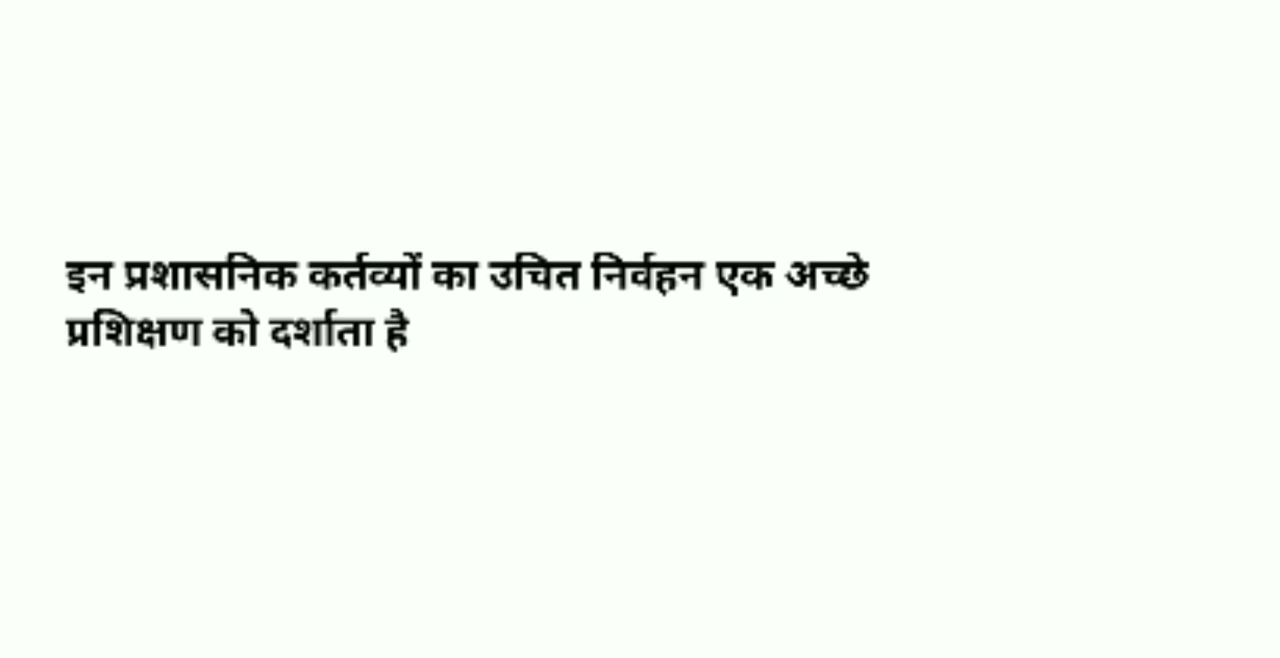 इन प्रशासनिक कर्तव्यों का उचित निर्वहन एक अच्छे
प्रशिक्षण को दर्शाता है